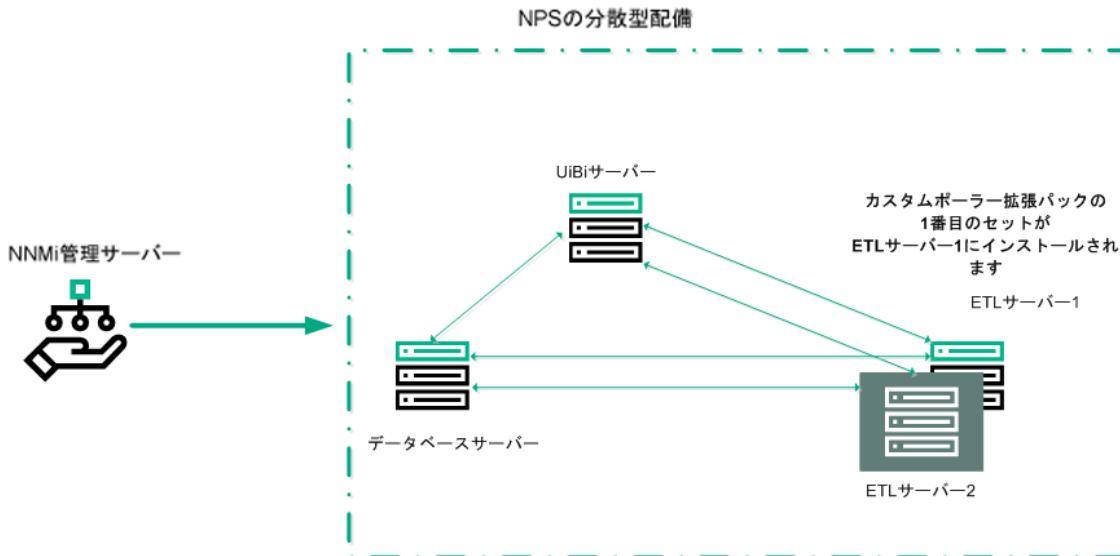 NPSの分散型配備
UiBiサーバー
カスタムポーラー拡張パックの
1番目のセットが
ETLサーバー1にインストールされ
ます
NNMi管理サーバー
ETLサーバー1
データベースサーバー
ETLサーバー2